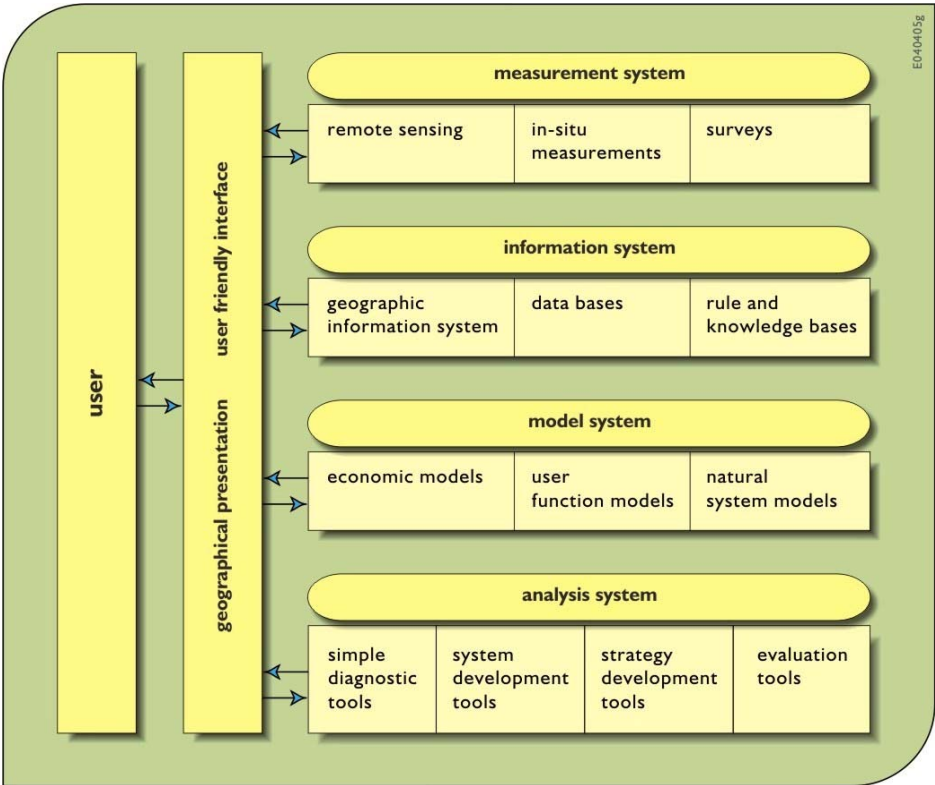 E040405g
user
geographical presentation user friendly interface
measurement system
remote sensing
in-situ
measurements
surveys
information system
geographic
information system
data bases
rule and
knowledge bases
model system
economic models
user
function models
natural
system models
analysis system
simple
diagnostic
tools
system
development
tools
strategy
development
tools
evaluation
tools